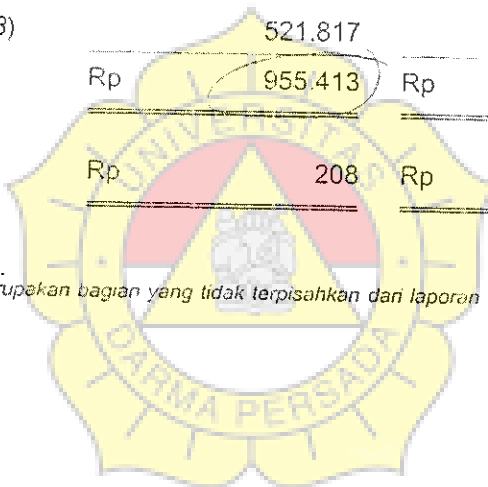 3) 521.817
Rp 955.413 Rp
Rp 208 Rp
rupakan bagian yang tidak terpisahkan dari laporan
UNIVERSITAS
DARMA PERSADA